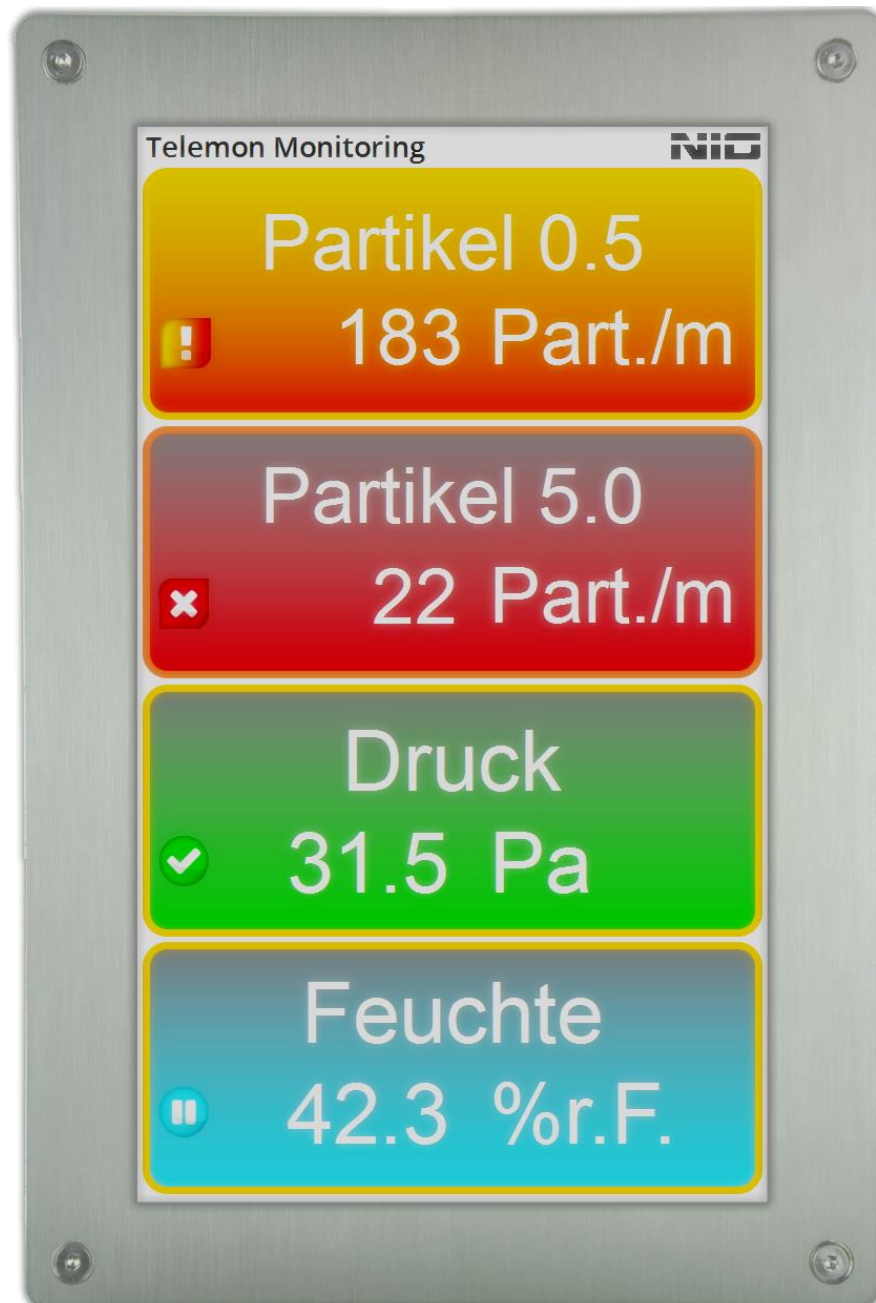 Telemon Monitoring
NiG
Partikel 0.5
183 Part./m
Partikel 5.0
22 Part./m
Druck
31.5 Pa
Feuchte
42.3 %r.F.